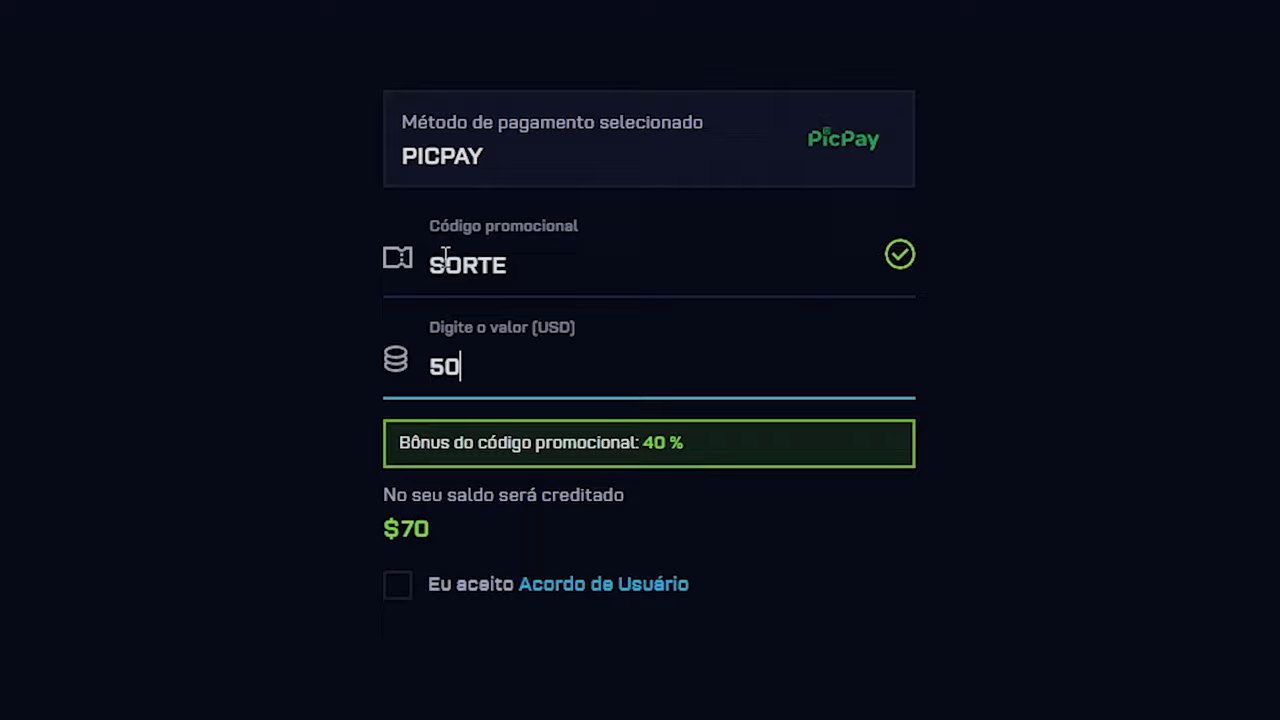 Método de pagamento selecionado
PICPAY
PicPay
Código promocional
SORTE
Digite o valor (USD)
50
Bônus do código promocional: 40 %
No seu saldo será creditado
$70
Eu aceito Acordo de Usuário